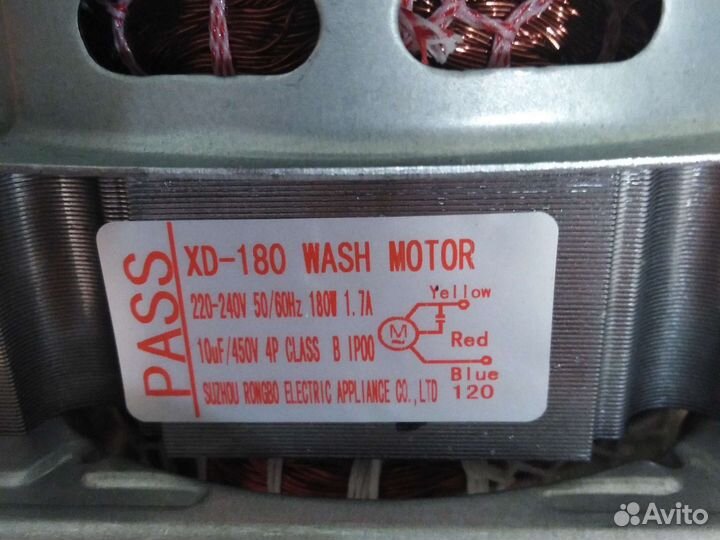 PASS
XD-180 WASH MOTOR
220-240V 50/60Hz 180W 1.7A
10uF/450V 4P CLASS B IP00
SUZHOU RONGBO ELECTRIC APPLIANCE CO.,LTD 120
Yellow
M
Red
Blue
Avito